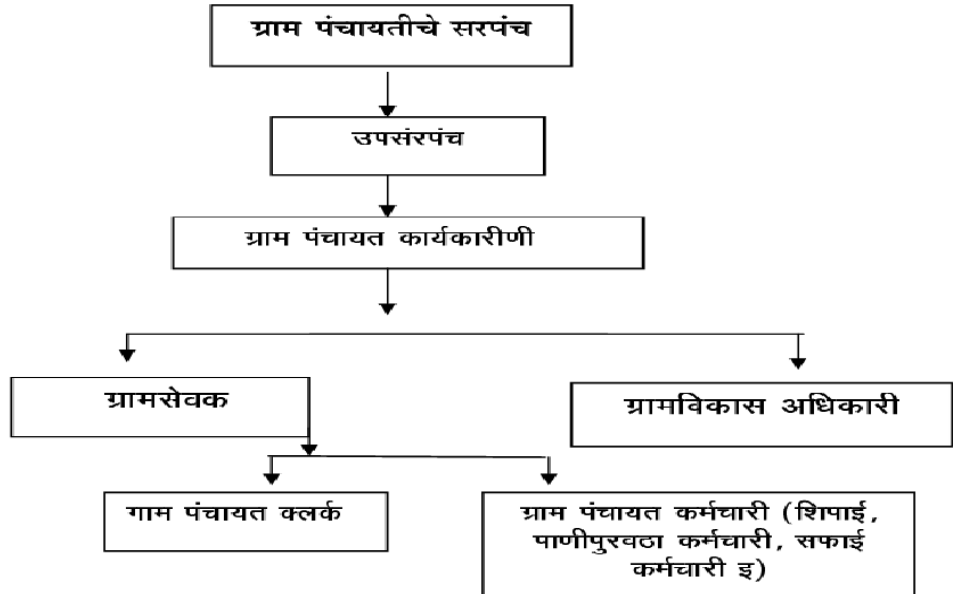 ग्राम पंचायतीचे सरपंच
उपसंरपंच
ग्राम पंचायत कार्यकारीणी
ग्रामसेवक
ग्रामविकास अधिकारी
गाम पंचायत क्लर्क
ग्राम पंचायत कर्मचारी (शिपाई,
पाणीपुरवठा कर्मचारी, सफाई
कर्मचारी इ)